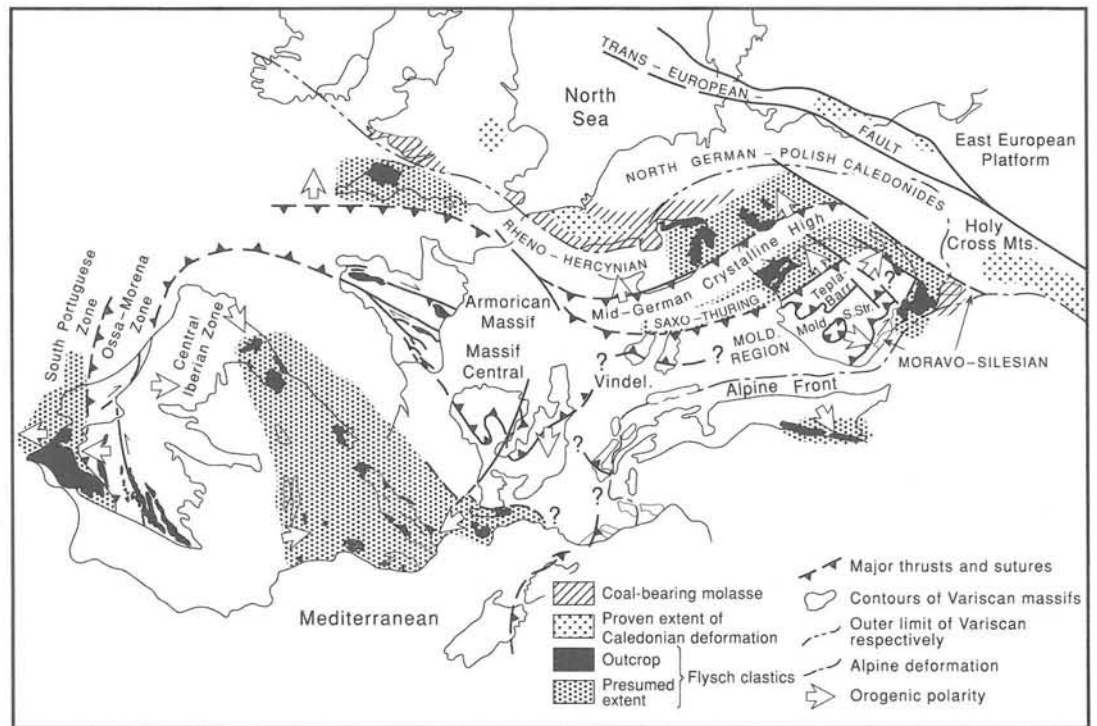 TRANS-EUROPEAN-
FAULT
North
Sea
East European
Platform
NORTH GERMAN-POLISH CALEDONIDES
Holy
Cross Mts.
RHENO-HERCYNIAN
Mid-German Crystalline High
SAXO-THURING.
Tepla-
Barr.
Mold
S.Str.
MOLD.
REGION
MORAVO-SILESIAN
South Portuguese
Zone
Ossa-Morena
Zone
Central
Iberian Zone
Armorican
Massif
Massif
Central
Vindel.
Alpine Front
?
?
?
?
?
?
Mediterranean
Coal-bearing molasse
Proven extent of
Caledonian deformation
Outcrop
Presumed
extent
Flysch clastics
Major thrusts and sutures
Contours of Variscan massifs
Outer limit of Variscan
respectively
Alpine deformation
Orogenic polarity